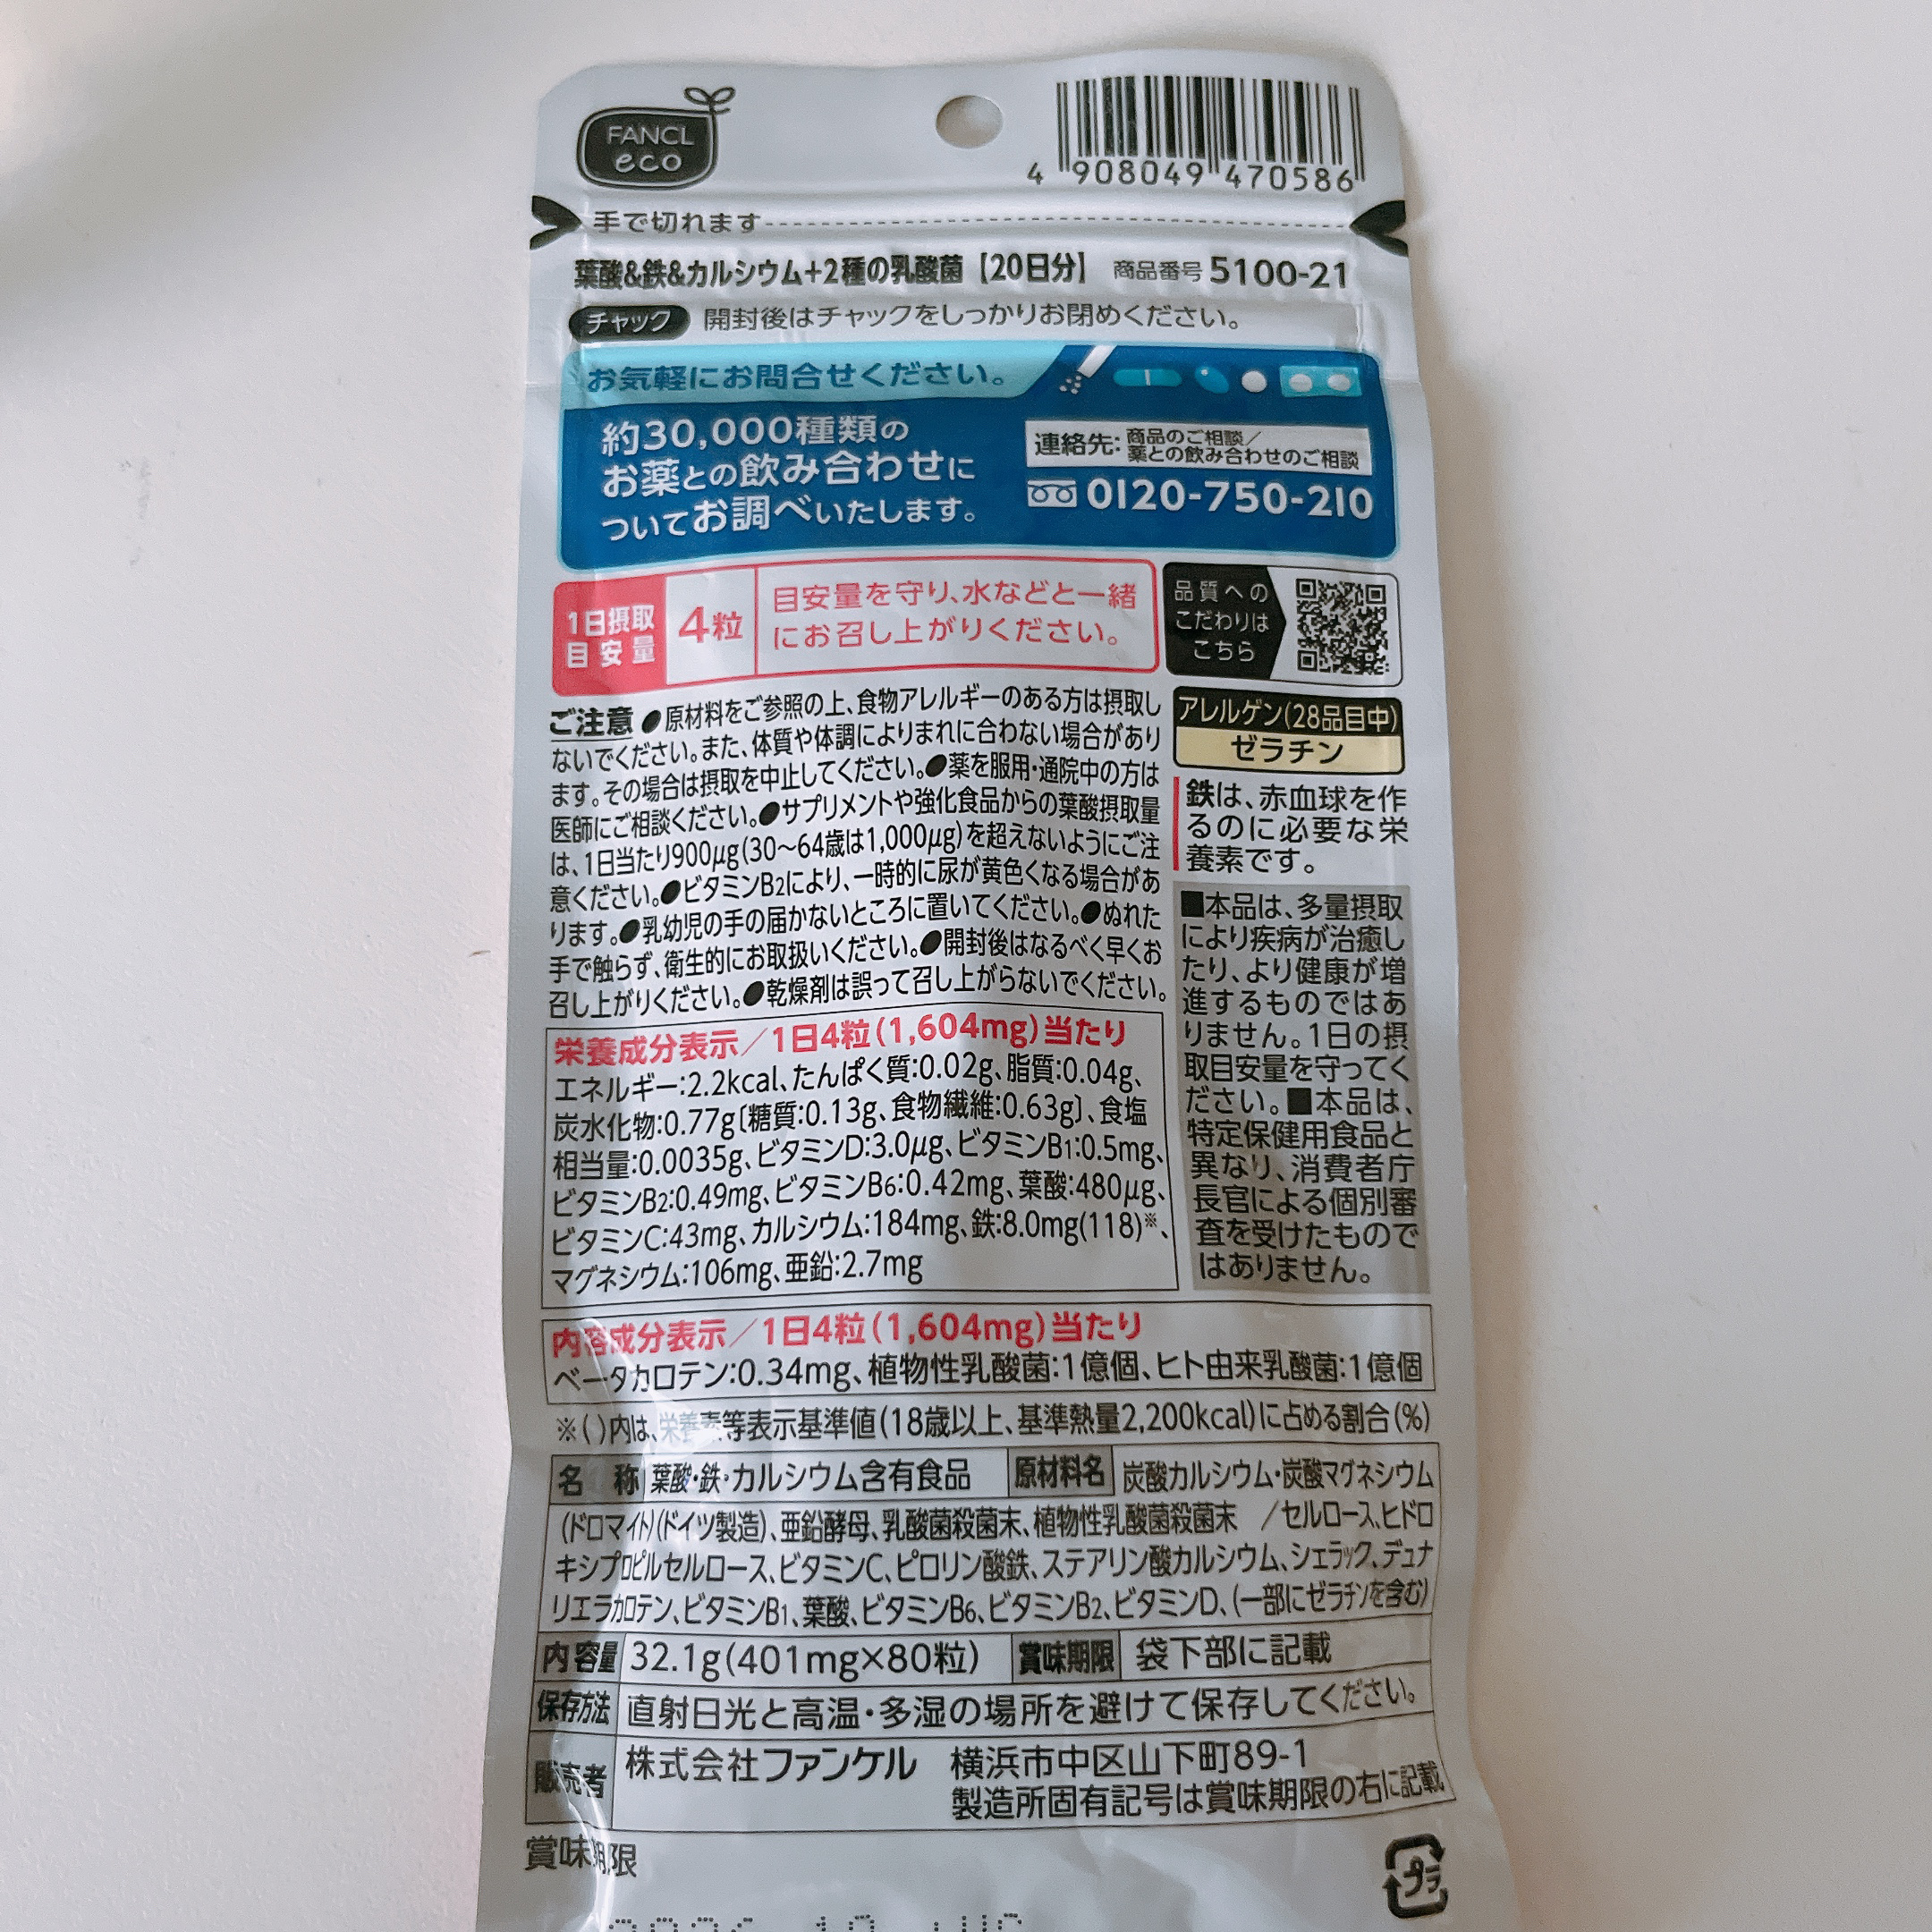 FANCL
eco
4 908049 470586
手で切れます
葉酸&鉄&カルシウム+2種の乳酸菌【20日分】 商品番号 5100-21
チャック 開封後はチャックをしっかりお閉めください。
お気軽にお問合せください。
約30,000種類の
お薬との飲み合わせに
ついてお調べいたします。
連絡先: 商品のご相談/
薬との飲み合わせのご相談
0120-750-210
1日摂取
目安量
4粒
目安量を守り、水などと一緒
にお召し上がりください。
品質への
こだわりは
こちら
ご注意 ●原材料をご参照の上、食物アレルギーのある方は摂取し
ないでください。また、体質や体調によりまれに合わない場合があり
ます。その場合は摂取を中止してください。●薬を服用・通院中の方は
医師にご相談ください。●サプリメントや強化食品からの葉酸摂取量
は、1日当たり900μg(30〜64歳は1,000μg)を超えないようにご注
意ください。●ビタミンB2により、一時的に尿が黄色くなる場合があ
ります。●乳幼児の手の届かないところに置いてください。●ぬれた
手で触らず、衛生的にお取扱いください。●開封後はなるべく早くお
召し上がりください。●乾燥剤は誤って召し上がらないでください。
アレルゲン(28品目中)
ゼラチン
鉄は、赤血球を作
るのに必要な栄
養素です。
■本品は、多量摂取
により疾病が治癒し
たり、より健康が増
進するものではあ
りません。1日の摂
取目安量を守ってく
ださい。■本品は、
特定保健用食品と
異なり、消費者庁
長官による個別審
査を受けたもので
はありません。
栄養成分表示/1日4粒(1,604mg)当たり
エネルギー:2.2kcal、たんぱく質:0.02g、脂質:0.04g、
炭水化物:0.77g〔糖質:0.13g、食物繊維:0.63g〕、食塩
相当量:0.0035g、ビタミンD:3.0μg、ビタミンB1:0.5mg、
ビタミンB2:0.49mg、ビタミンB6:0.42mg、葉酸:480μg、
ビタミンC:43mg、カルシウム:184mg、鉄:8.0mg(118)※、
マグネシウム:106mg、亜鉛:2.7mg
内容成分表示/1日4粒(1,604mg)当たり
ベータカロテン:0.34mg、植物性乳酸菌:1億個、ヒト由来乳酸菌:1億個
※( )内は、栄養素等表示基準値(18歳以上、基準熱量2,200kcal)に占める割合(%)
名 称 葉酸・鉄・カルシウム含有食品 原材料名 炭酸カルシウム・炭酸マグネシウム
(ドロマイト)(ドイツ製造)、亜鉛酵母、乳酸菌殺菌末、植物性乳酸菌殺菌末 /セルロース、ヒドロ
キシプロピルセルロース、ビタミンC、ピロリン酸鉄、ステアリン酸カルシウム、シェラック、デュナ
リエラカロテン、ビタミンB1、葉酸、ビタミンB6、ビタミンB2、ビタミンD、(一部にゼラチンを含む)
内容量 32.1g(401mg×80粒) 賞味期限 袋下部に記載
保存方法 直射日光と高温・多湿の場所を避けて保存してください。
販売者 株式会社ファンケル 横浜市中区山下町89-1
製造所固有記号は賞味期限の右に記載
賞味期限
プラ